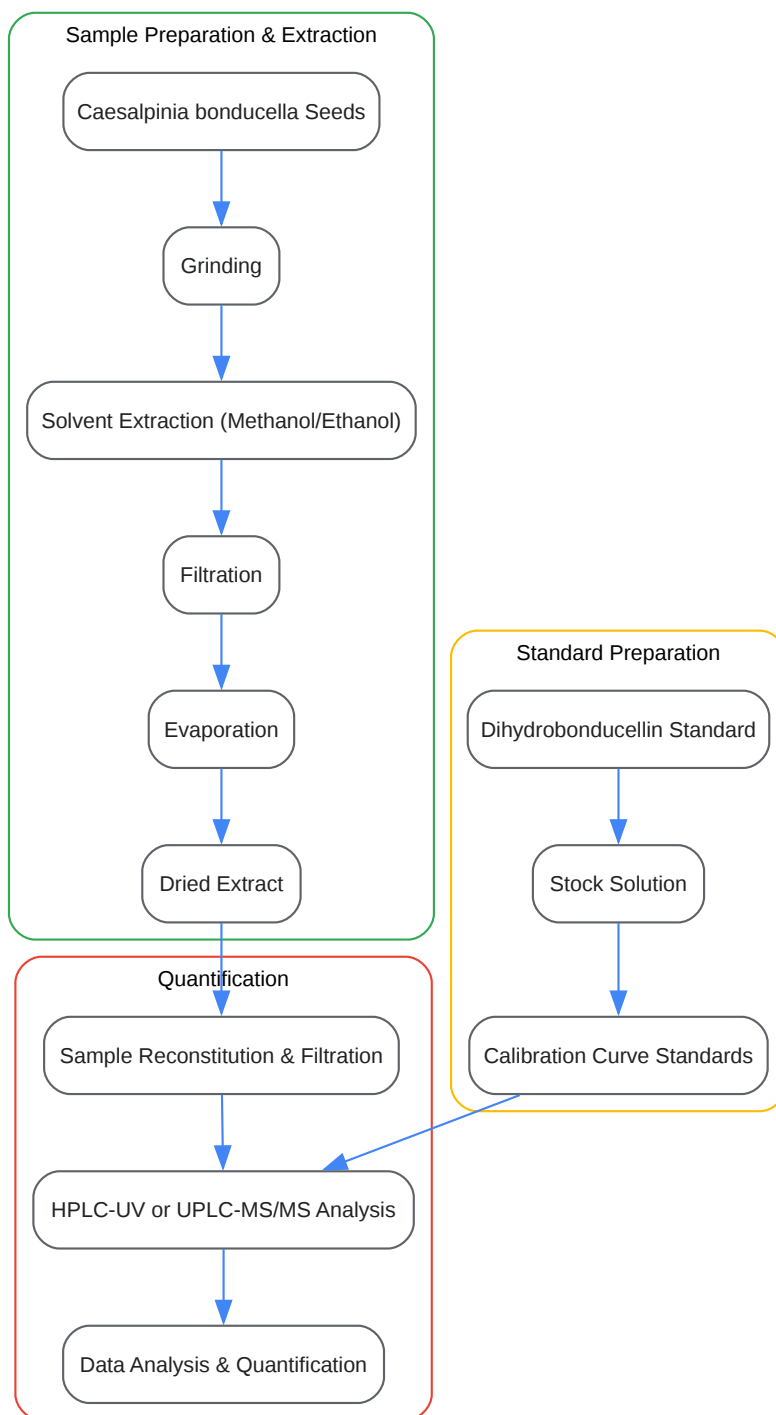 Sample Preparation & Extraction
Caesalpinia bonducella Seeds
Grinding
Solvent Extraction (Methanol/Ethanol)
Filtration
Evaporation
Dried Extract
Standard Preparation
Dihydrobonducellin Standard
Stock Solution
Calibration Curve Standards
Quantification
Sample Reconstitution & Filtration
HPLC-UV or UPLC-MS/MS Analysis
Data Analysis & Quantification